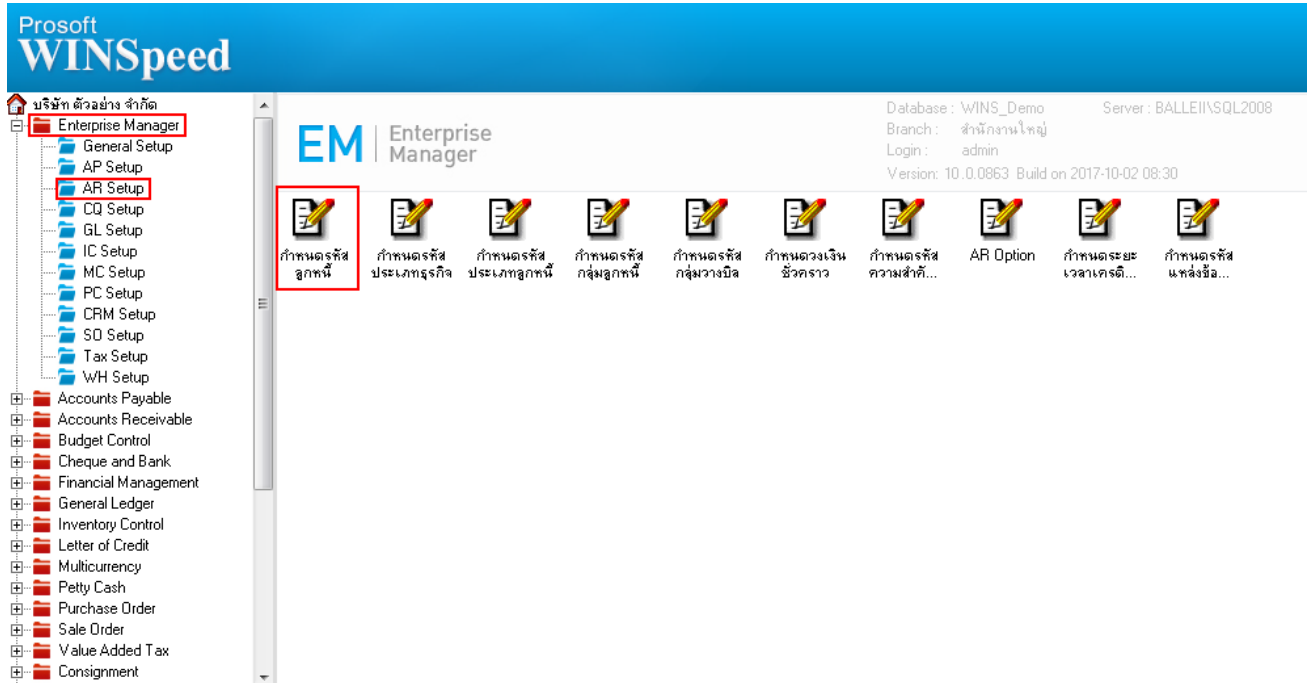 Prosoft
WINSpeed
บริษัท ตัวอย่าง จำกัด
Enterprise Manager
General Setup
AP Setup
AR Setup
CQ Setup
GL Setup
IC Setup
MC Setup
PC Setup
CRM Setup
SO Setup
Tax Setup
WH Setup
Accounts Payable
Accounts Receivable
Budget Control
Cheque and Bank
Financial Management
General Ledger
Inventory Control
Letter of Credit
Multicurrency
Petty Cash
Purchase Order
Sale Order
Value Added Tax
Consignment
EM Enterprise
Manager
Database : WINS_Demo Server : BALLEII\SQL2008
Branch : สำนักงานใหญ่
Login : admin
Version: 10.0.0863 Build on 2017-10-02 08:30
กำหนดรหัส
ลูกหนี้
กำหนดรหัส
ประเภทธุรกิจ
กำหนดรหัส
ประเภทลูกหนี้
กำหนดรหัส
กลุ่มลูกหนี้
กำหนดรหัส
กลุ่มวางบิล
กำหนดวงเงิน
ชั่วคราว
กำหนดรหัส
ความสำคั...
AR Option
กำหนดระยะ
เวลาเครดิ...
กำหนดรหัส
แหล่งข้อ...